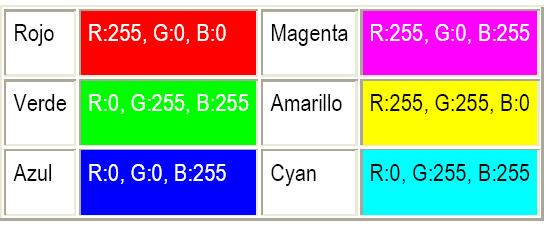 Rojo R:255, G:0, B:0 Magenta R:255, G:0, B:255
Verde R:0, G:255, B:255 Amarillo R:255, G:255, B:0
Azul R:0, G:0, B:255 Cyan R:0, G:255, B:255